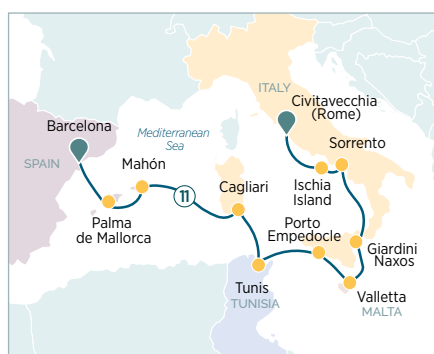 ITALY
Civitavecchia
(Rome)
Barcelona
Mediterranean
Sea
Sorrento
SPAIN
Mahón
Cagliari
Ischia
Island
11
Palma
de Mallorca
Porto
Empedocle
Giardini
Naxos
Tunis
TUNISIA
Valletta
MALTA